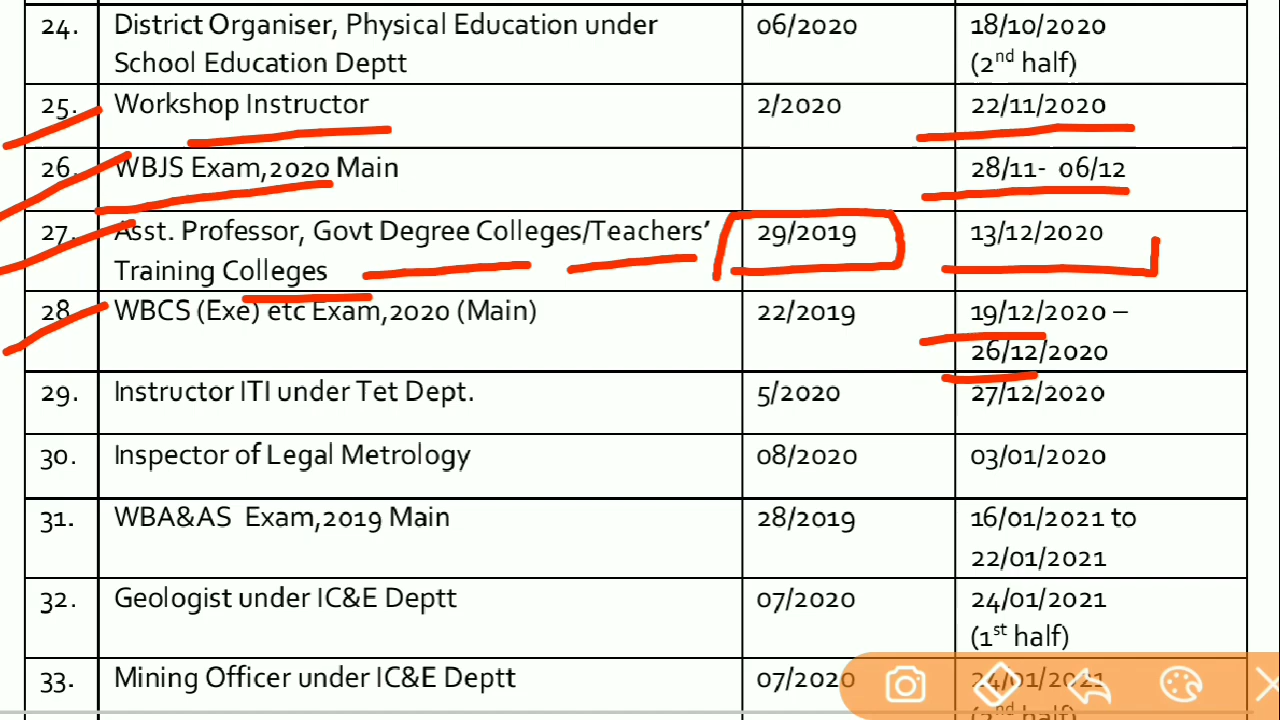 24. District Organiser, Physical Education under 06/2020 18/10/2020
School Education Deptt (2nd half)
25. Workshop Instructor 2/2020 22/11/2020
26. WBJS Exam,2020 Main 28/11- 06/12
27. Asst. Professor, Govt Degree Colleges/Teachers’ 29/2019 13/12/2020
Training Colleges
28. WBCS (Exe) etc Exam,2020 (Main) 22/2019 19/12/2020 –
26/12/2020
29. Instructor ITI under Tet Dept. 5/2020 27/12/2020
30. Inspector of Legal Metrology 08/2020 03/01/2020
31. WBA&AS Exam,2019 Main 28/2019 16/01/2021 to
22/01/2021
32. Geologist under IC&E Deptt 07/2020 24/01/2021
(1st half)
33. Mining Officer under IC&E Deptt 07/2020 24/01/2021
(2nd half)